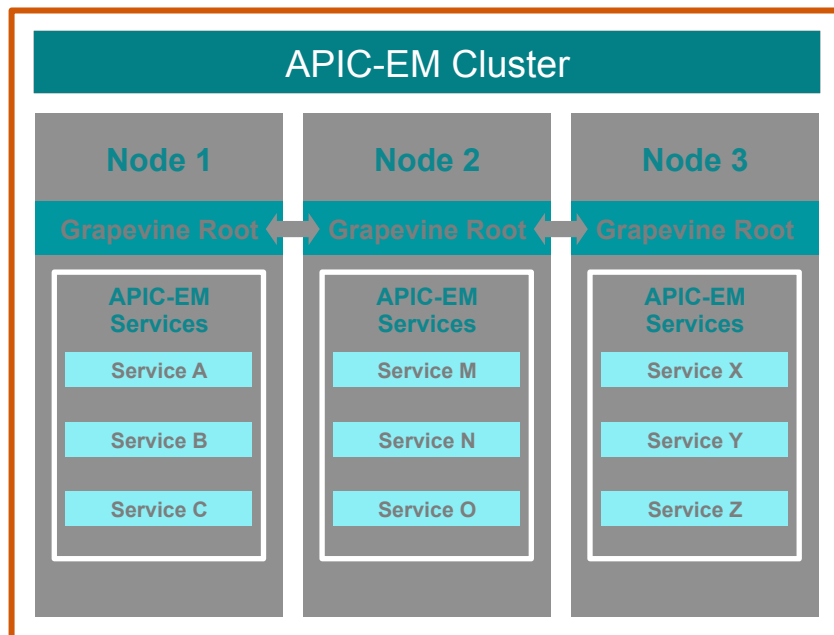 APIC-EM Cluster
Node 1
Node 2
Node 3
Grapevine Root
Grapevine Root
Grapevine Root
APIC-EM
Services
Service A
Service B
Service C
APIC-EM
Services
Service M
Service N
Service O
APIC-EM
Services
Service X
Service Y
Service Z